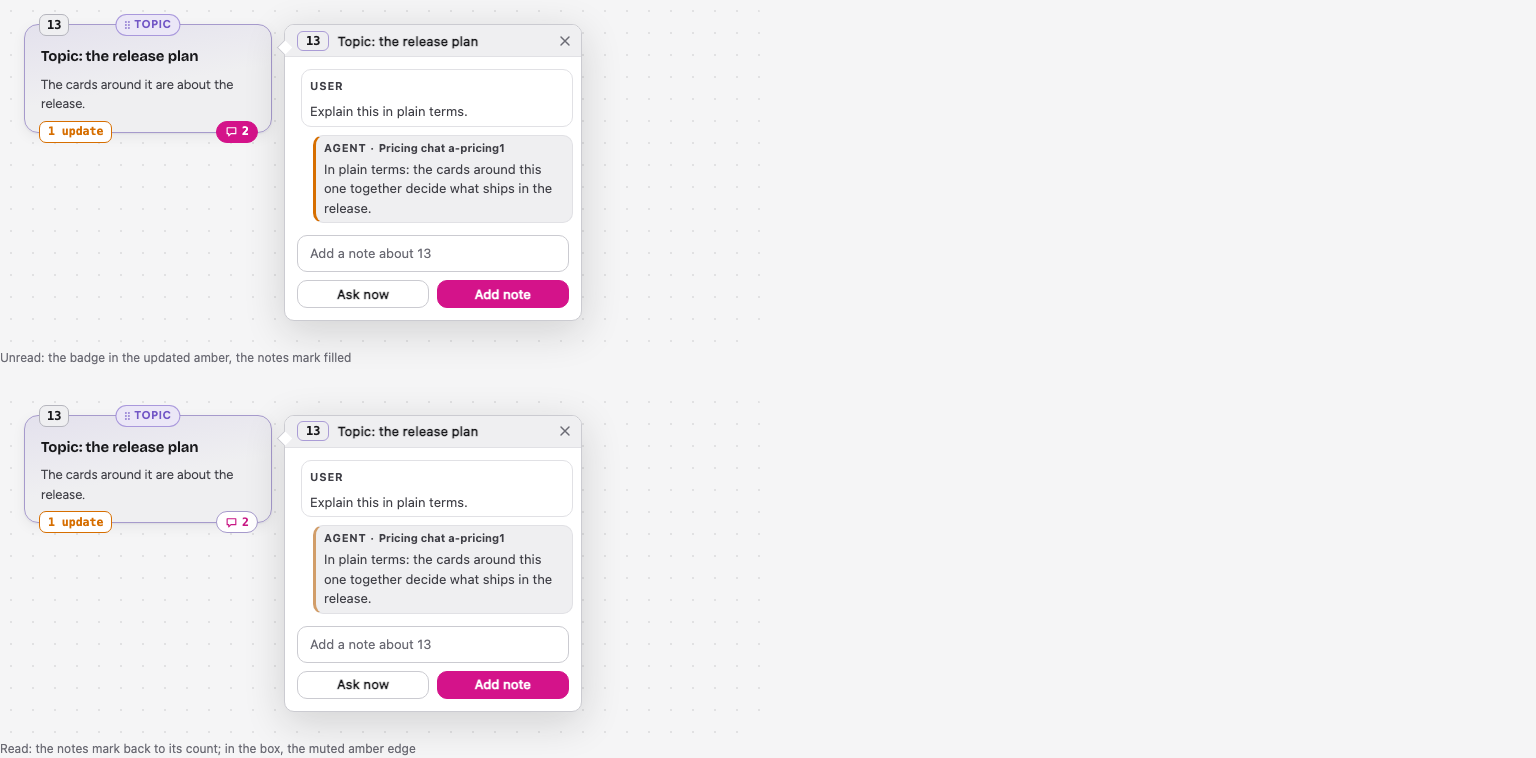 13
TOPIC
Topic: the release plan
The cards around it are about the
release.
1 update
2
13
Topic: the release plan
USER
Explain this in plain terms.
AGENT · Pricing chat a-pricing1
In plain terms: the cards around this
one together decide what ships in the
release.
Add a note about 13
Ask now
Add note
Unread: the badge in the updated amber, the notes mark filled
13
TOPIC
Topic: the release plan
The cards around it are about the
release.
1 update
2
13
Topic: the release plan
USER
Explain this in plain terms.
AGENT · Pricing chat a-pricing1
In plain terms: the cards around this
one together decide what ships in the
release.
Add a note about 13
Ask now
Add note
Read: the notes mark back to its count; in the box, the muted amber edge